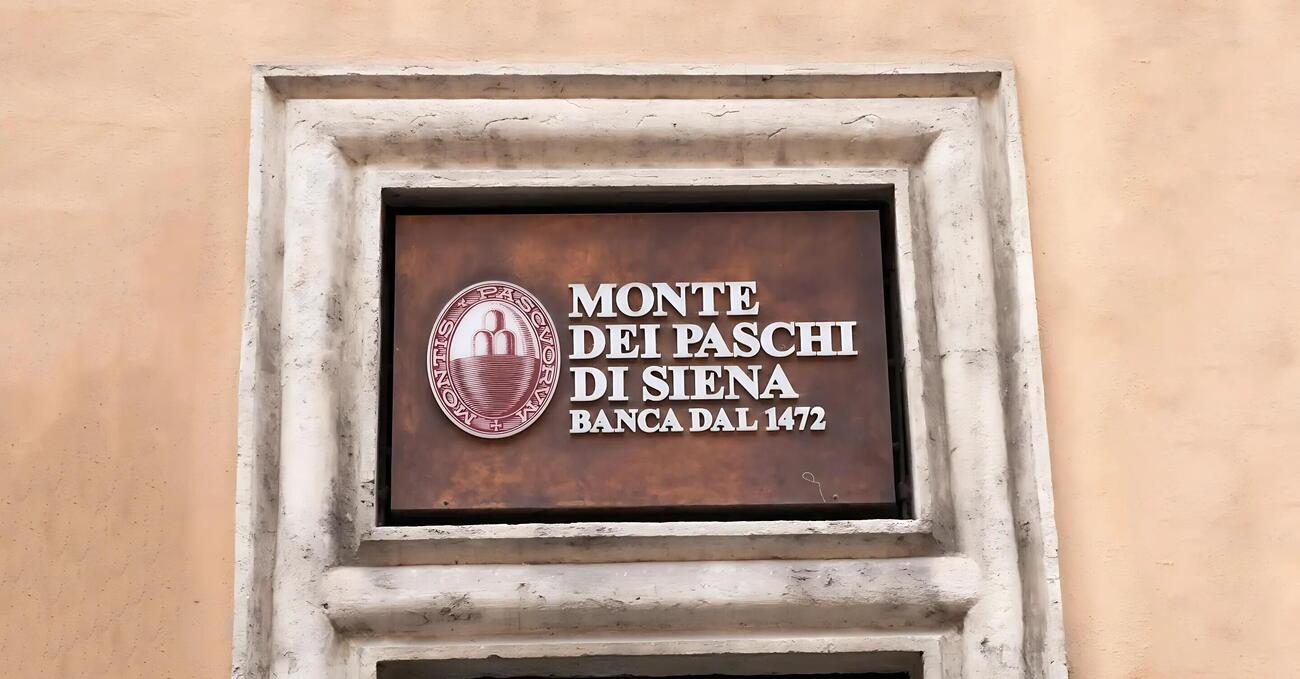 MONTIS PASCVORVM
MONTE
DEI PASCHI
DI SIENA
BANCA DAL 1472